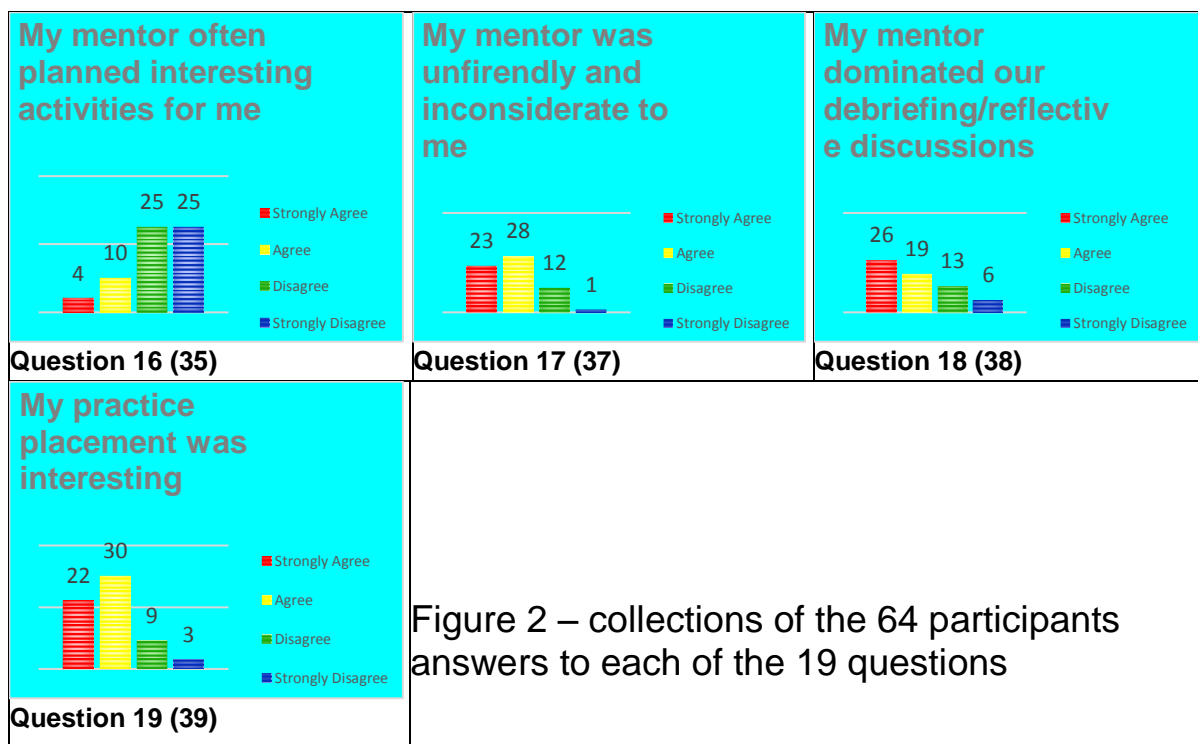 My mentor often
planned interesting
activities for me
25 25
10
4
Strongly Agree
Agree
Disagree
Strongly Disagree
Question 16 (35)
My mentor was
unfirendly and
inconsiderate to
me
23 28
12
1
Strongly Agree
Agree
Disagree
Strongly Disagree
Question 17 (37)
My mentor
dominated our
debriefing/reflectiv
e discussions
26
19
13
6
Strongly Agree
Agree
Disagree
Strongly Disagree
Question 18 (38)
My practice
placement was
interesting
30
22
9
3
Strongly Agree
Agree
Disagree
Strongly Disagree
Question 19 (39)
Figure 2 – collections of the 64 participants
answers to each of the 19 questions